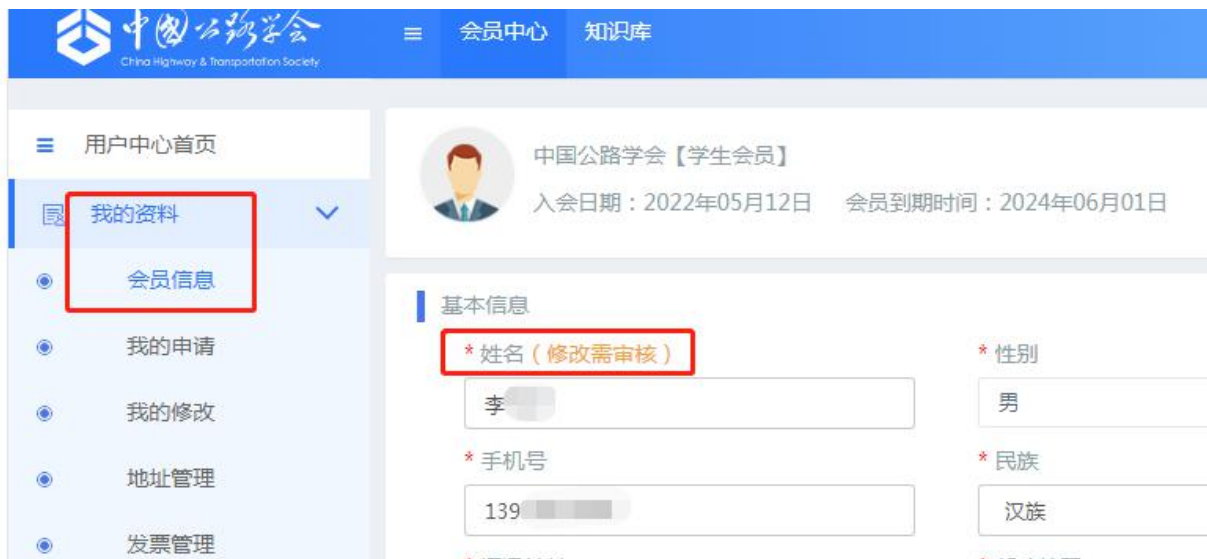 中国公路学会
China Highway & Transportation Society
会员中心 知识库
用户中心首页
我的资料
会员信息
我的申请
我的修改
地址管理
发票管理
中国公路学会【学生会员】
入会日期：2022年05月12日 会员到期时间：2024年06月01日
基本信息
*姓名（修改需审核） *性别
李 男
*手机号 *民族
139 汉族